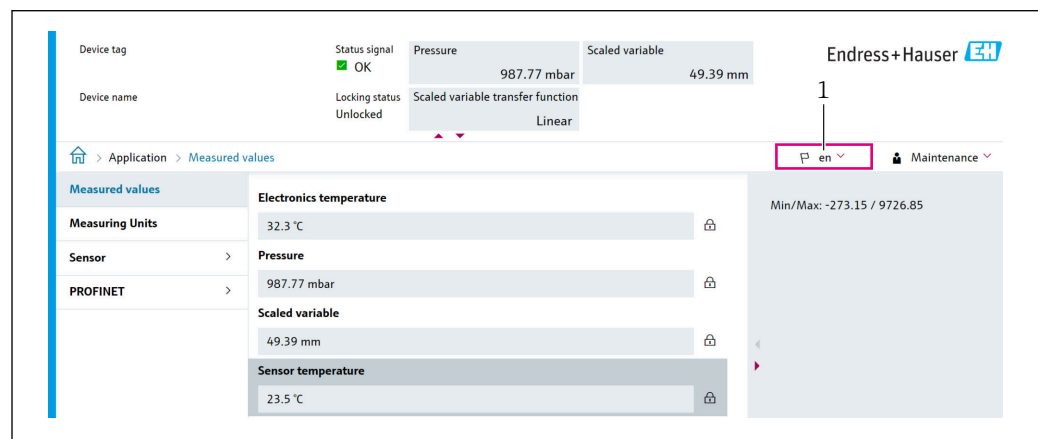 Device tag
Status signal
OK
Pressure
987.77 mbar
Scaled variable
49.39 mm
Endress+Hauser EH
Device name
Locking status
Unlocked
Scaled variable transfer function
Linear
1
> Application > Measured values
en
Maintenance
Measured values
Measuring Units
Sensor >
PROFINET >
Electronics temperature
32.3 °C
Pressure
987.77 mbar
Scaled variable
49.39 mm
Sensor temperature
23.5 °C
Min/Max: -273.15 / 9726.85